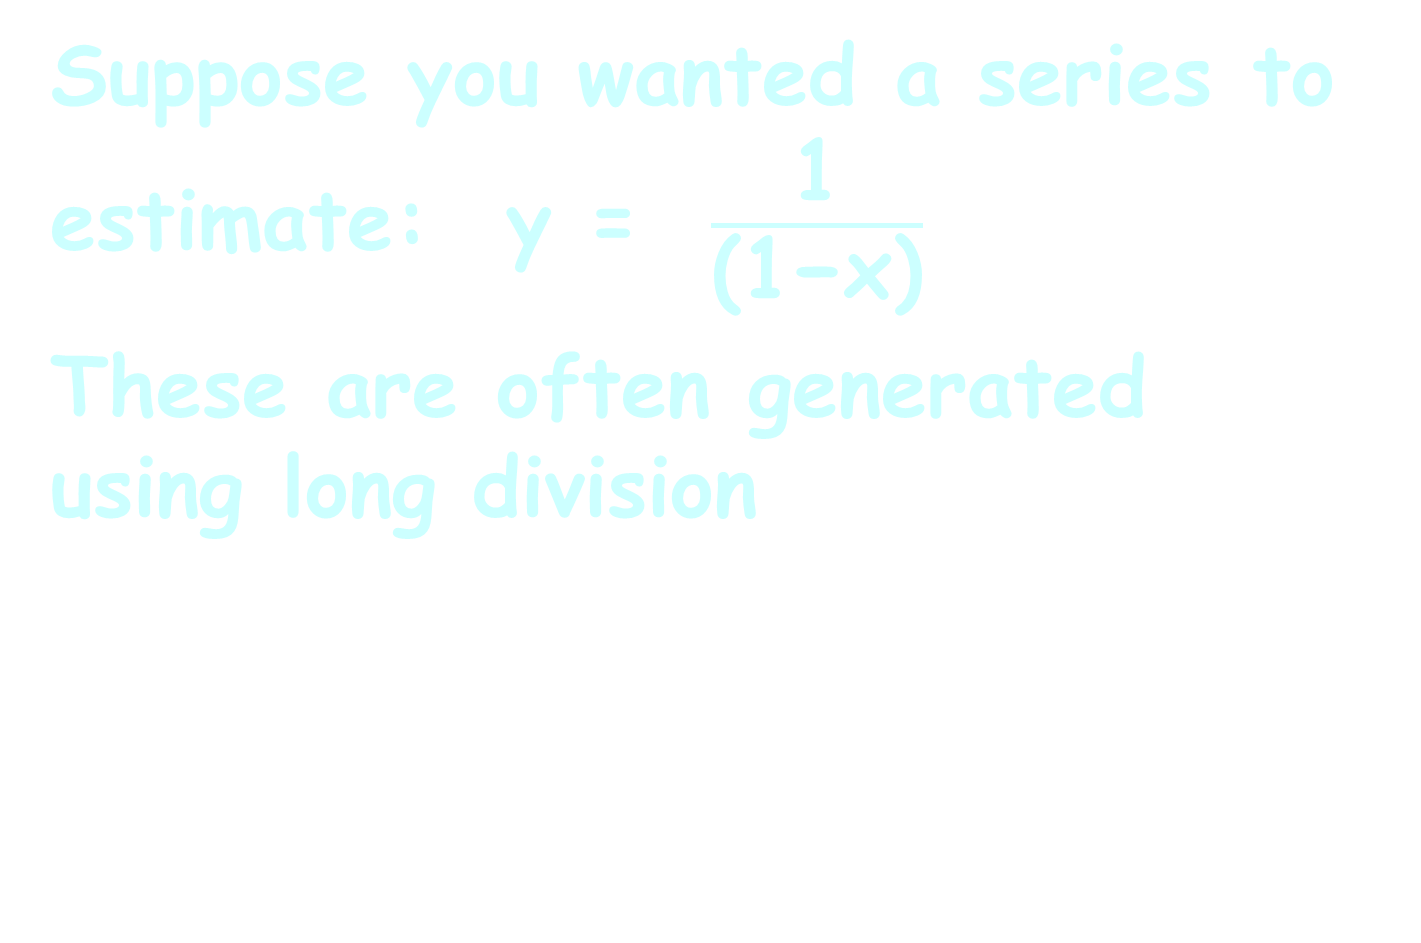 Suppose you wanted a series to
estimate: y = 1/(1-x)
These are often generated
using long division